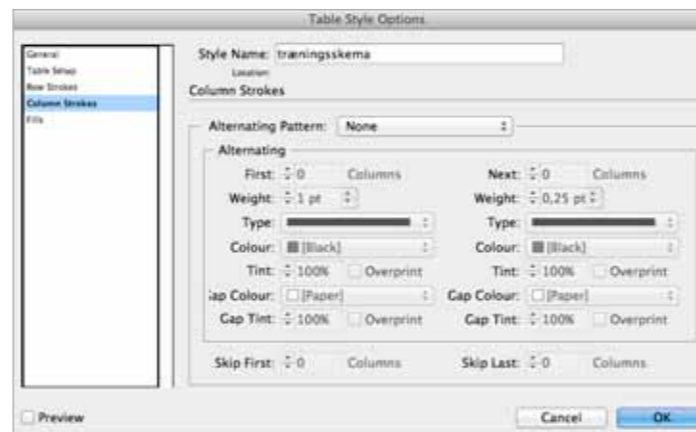 Table Style Options
General
Table Setup
Row Strokes
Column Strokes
Fills
Style Name: træningsskema
Location:
Column Strokes
Alternating Pattern: None
Alternating
First: 0 Columns Next: 0 Columns
Weight: 1 pt Weight: 0,25 pt
Type: Type:
Colour: [Black] Colour: [Black]
Tint: 100% Overprint Tint: 100% Overprint
ap Colour: [Paper] Gap Colour: [Paper]
Gap Tint: 100% Overprint Gap Tint: 100% Overprint
Skip First: 0 Columns Skip Last: 0 Columns
Preview Cancel OK